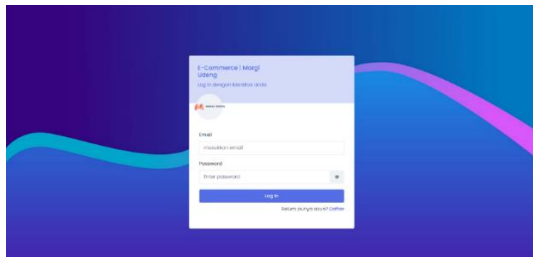 E-Commerce | Margi
Udeng
Log in dengan identitas anda
Email
masukkan email
Password
Enter password
Log In
Belum punya akun? Daftar